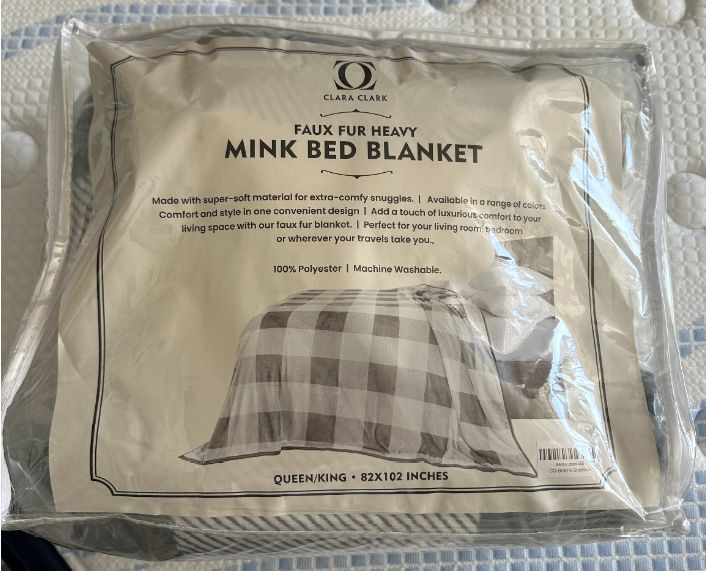 CLARA CLARK
FAUX FUR HEAVY
MINK BED BLANKET
Made with super-soft material for extra-comfy snuggles. | Available in a range of colors
Comfort and style in one convenient design | Add a touch of luxurious comfort to your
living space with our faux fur blanket. | Perfect for your living room, bedroom
or wherever your travels take you.,
100% Polyester | Machine Washable.
QUEEN/KING • 82X102 INCHES